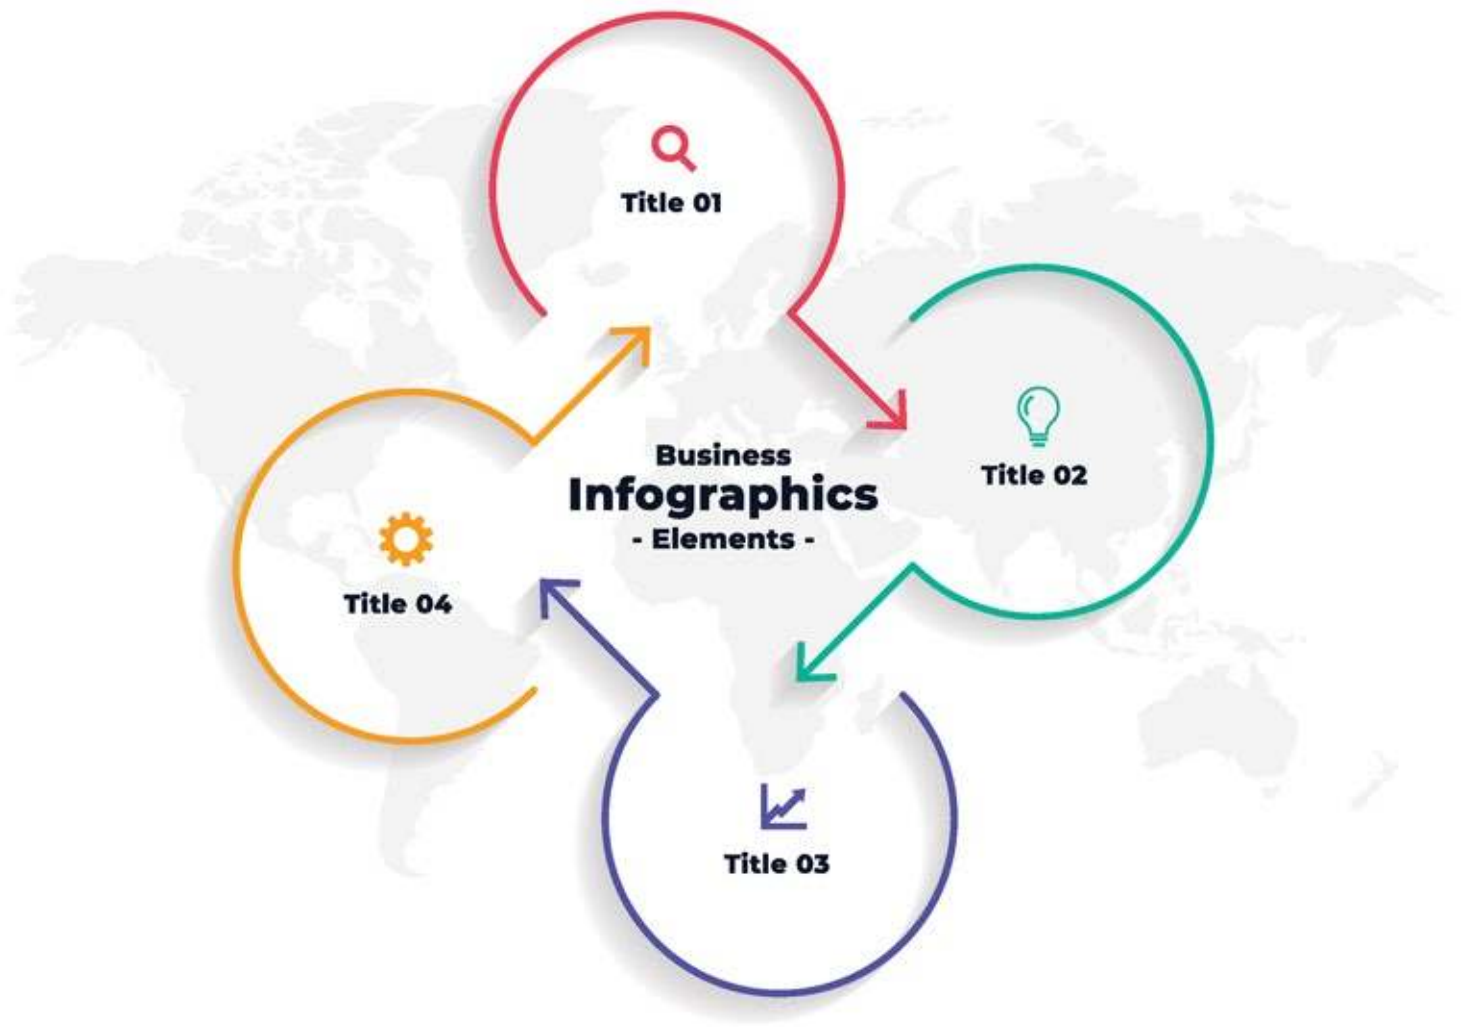 Title 01
Title 02
Business
Infographics
- Elements -
Title 04
Title 03